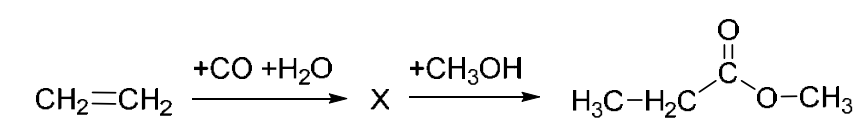 CH₂=CH₂ +CO +H₂O X +CH₃OH H₃C-H₂C C O O-CH₃